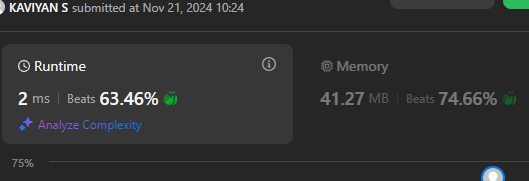 KAVIYAN S submitted at Nov 21, 2024 10:24
Runtime
2 ms | Beats 63.46%
Analyze Complexity
Memory
41.27 MB | Beats 74.66%
75%